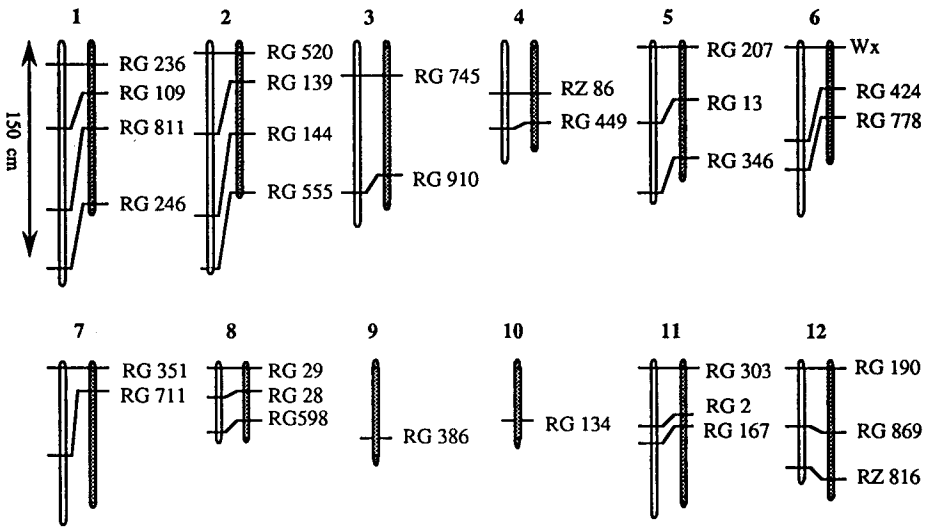 1 2 3 4 5 6
RG 236
RG 109
RG 811
RG 246
150 cm
RG 520
RG 139
RG 144
RG 555
RG 745
RG 910
RZ 86
RG 449
RG 207
RG 13
RG 346
Wx
RG 424
RG 778
7 8 9 10 11 12
RG 351
RG 711
RG 29
RG 28
RG598
RG 386
RG 134
RG 303
RG 2
RG 167
RG 190
RG 869
RZ 816